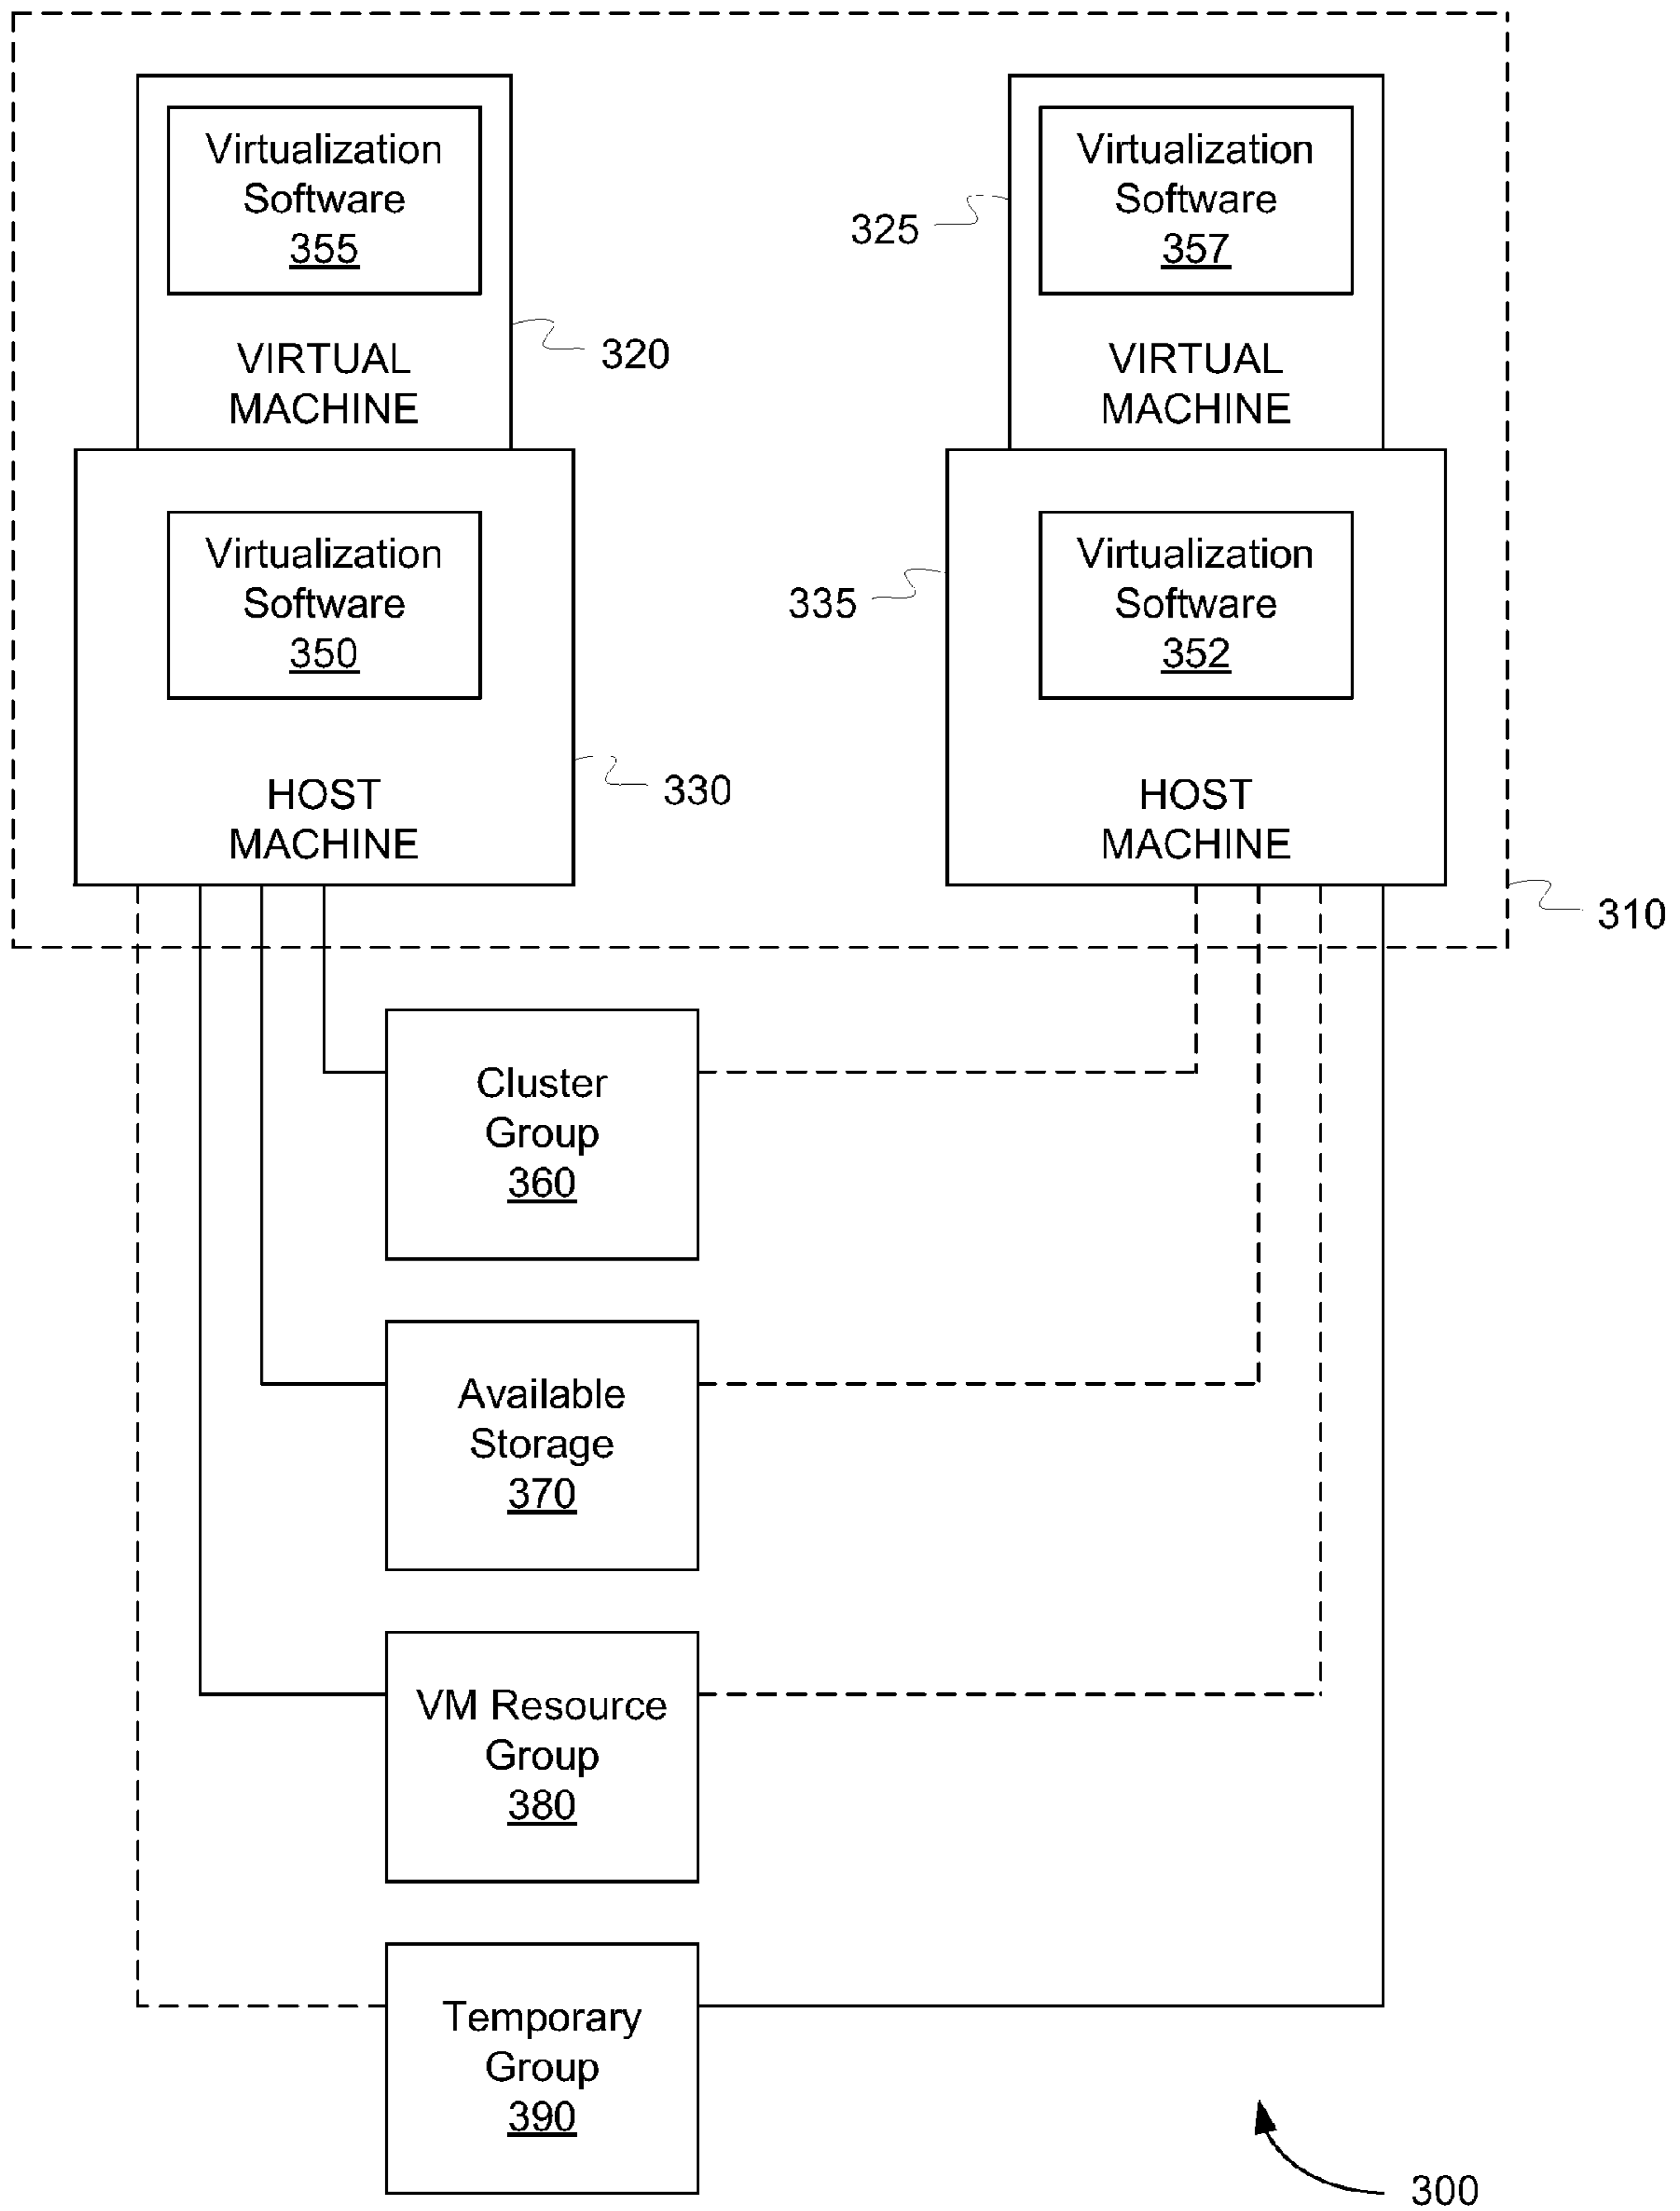 Virtualization
Software
355
VIRTUAL
MACHINE
320
Virtualization
Software
357
325
VIRTUAL
MACHINE
Virtualization
Software
350
HOST
MACHINE
330
Virtualization
Software
352
335
HOST
MACHINE
310
Cluster
Group
360
Available
Storage
370
VM Resource
Group
380
Temporary
Group
390
300